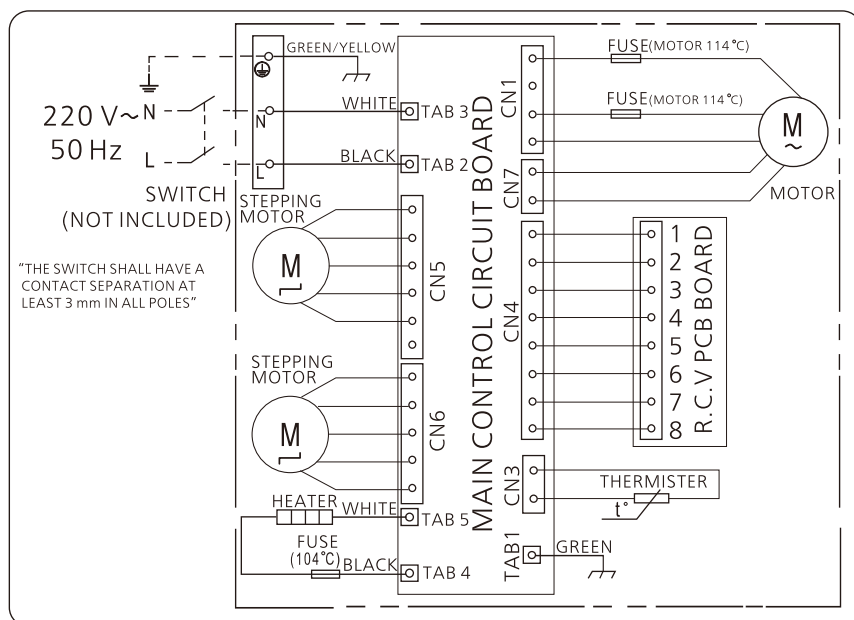 220 V~
50 Hz
N
L
SWITCH
(NOT INCLUDED)
"THE SWITCH SHALL HAVE A
CONTACT SEPARATION AT
LEAST 3 mm IN ALL POLES"
GREEN/YELLOW
N
WHITE
TAB 3
L
BLACK
TAB 2
STEPPING
MOTOR
M
CN5
STEPPING
MOTOR
M
CN6
HEATER
WHITE
TAB 5
FUSE
(104°C)
BLACK
TAB 4
MAIN CONTROL CIRCUIT BOARD
CN1
FUSE(MOTOR 114°C)
FUSE(MOTOR 114°C)
M
~
MOTOR
CN7
CN4
1
2
3
4
5
6
7
8
R.C.V PCB BOARD
CN3
THERMISTER
t°
TAB1
GREEN